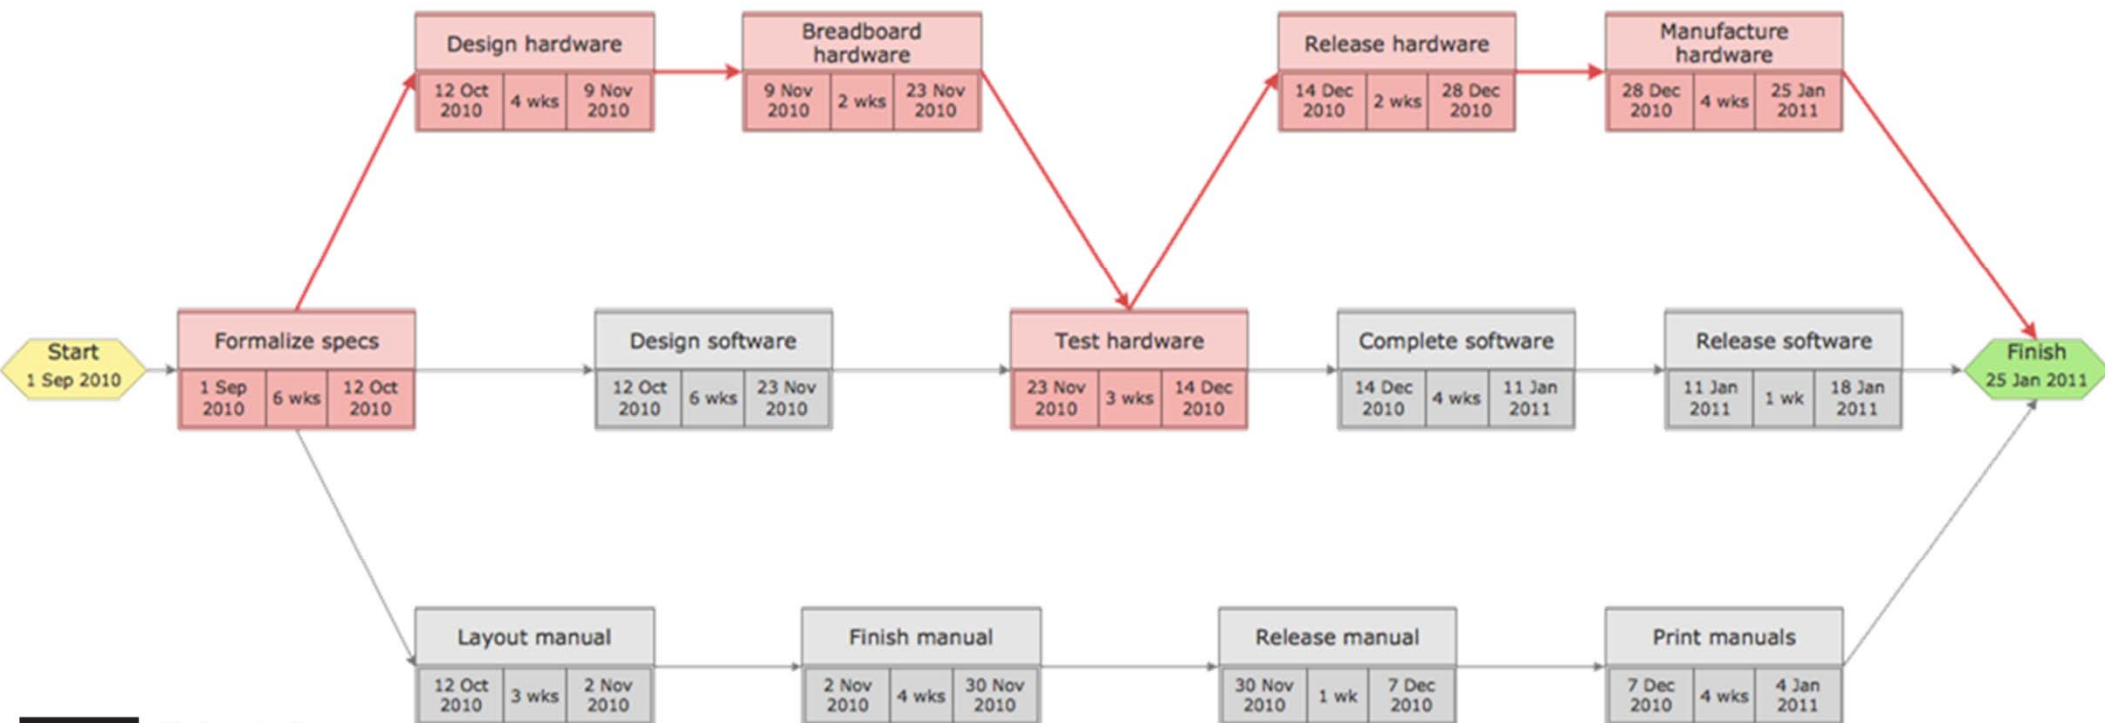 Design hardware
12 Oct 2010 4 wks 9 Nov 2010
Breadboard hardware
9 Nov 2010 2 wks 23 Nov 2010
Release hardware
14 Dec 2010 2 wks 28 Dec 2010
Manufacture hardware
28 Dec 2010 4 wks 25 Jan 2011
Start
1 Sep 2010
Formalize specs
1 Sep 2010 6 wks 12 Oct 2010
Design software
12 Oct 2010 6 wks 23 Nov 2010
Test hardware
23 Nov 2010 3 wks 14 Dec 2010
Complete software
14 Dec 2010 4 wks 11 Jan 2011
Release software
11 Jan 2011 1 wk 18 Jan 2011
Finish
25 Jan 2011
Layout manual
12 Oct 2010 3 wks 2 Nov 2010
Finish manual
2 Nov 2010 4 wks 30 Nov 2010
Release manual
30 Nov 2010 1 wk 7 Dec 2010
Print manuals
7 Dec 2010 4 wks 4 Jan 2011